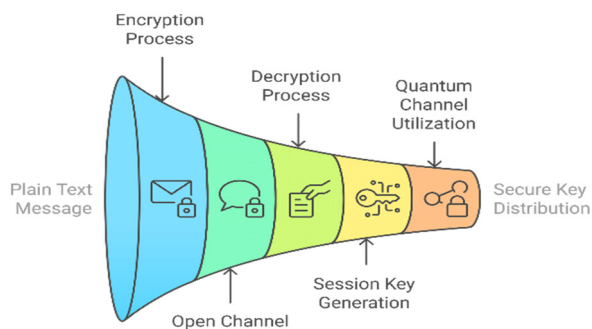 Encryption
Process
Decryption
Process
Quantum
Channel
Utilization
Plain Text
Message
Secure Key
Distribution
Session Key
Generation
Open Channel